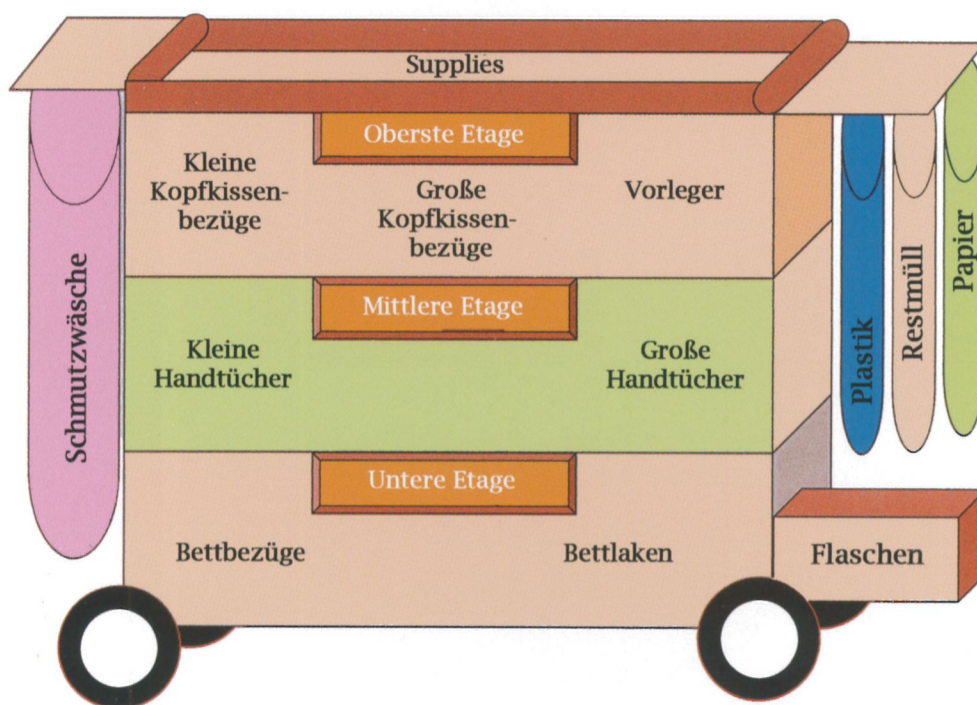 Supplies
Oberste Etage
Kleine
Kopfkissen-
bezüge
Große
Kopfkissen-
bezüge
Vorleger
Mittlere Etage
Kleine
Handtücher
Große
Handtücher
Untere Etage
Bettbezüge
Bettlaken
Flaschen
Schmutzwäsche
Plastik
Restmüll
Papier